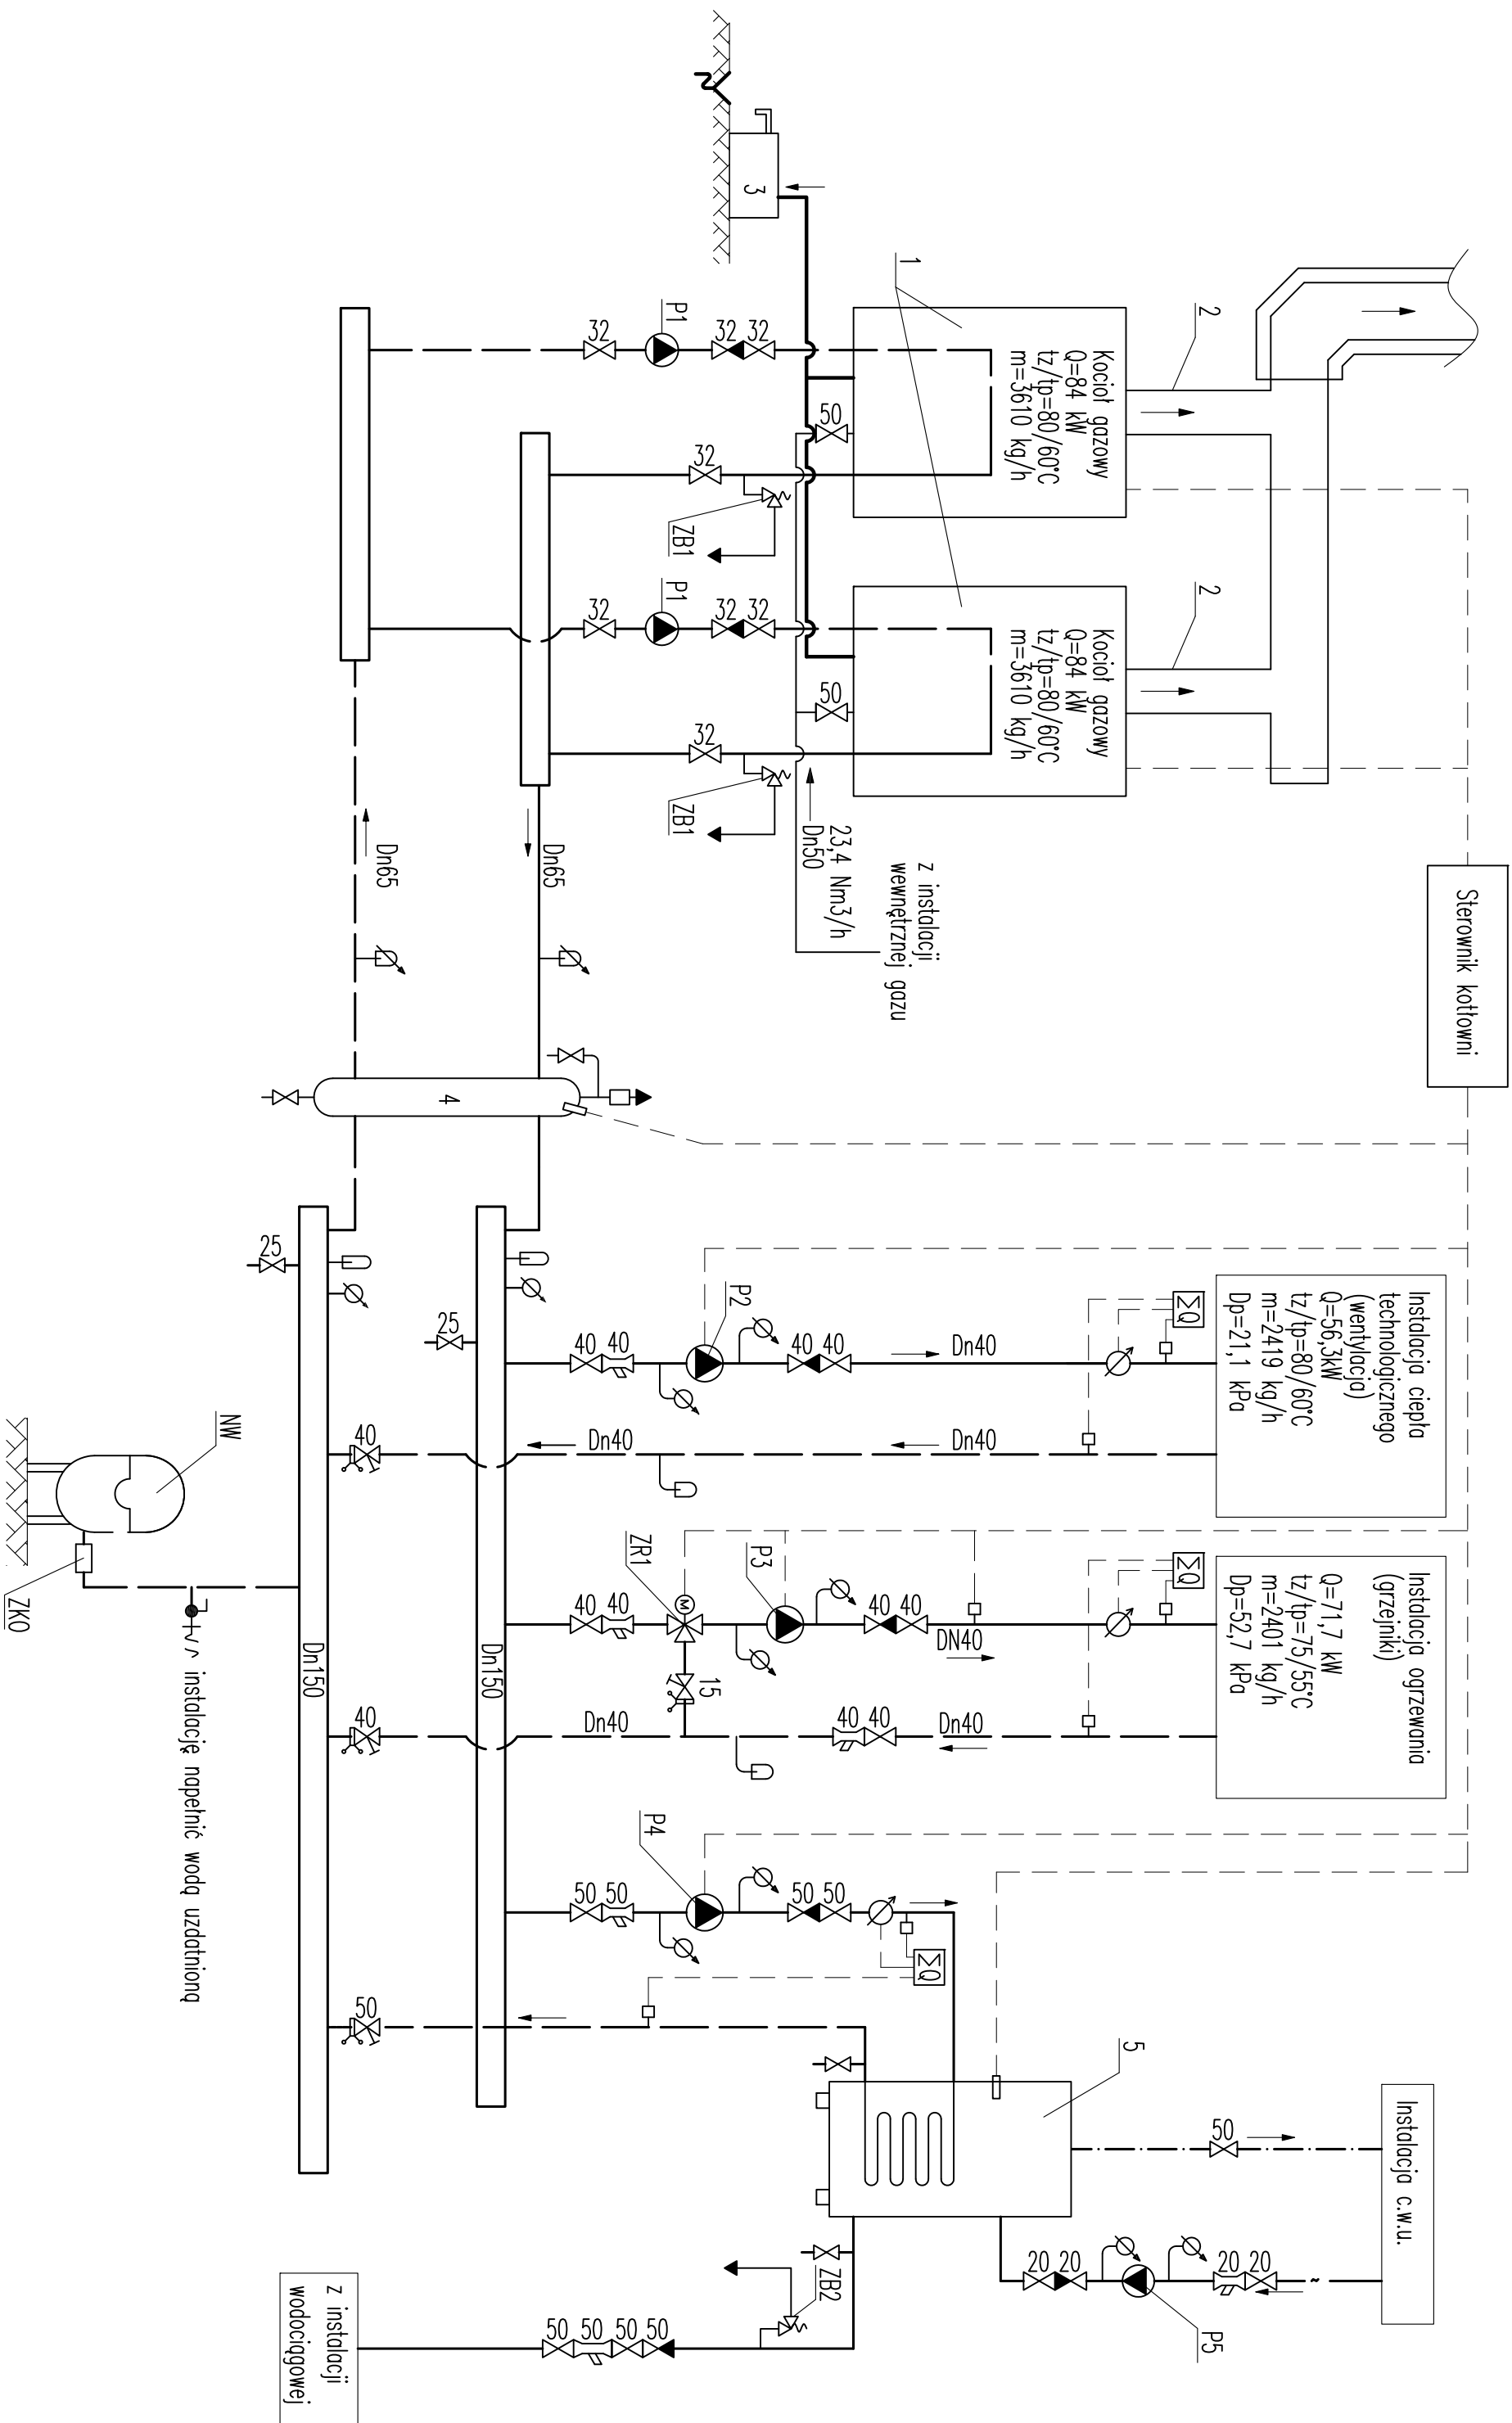 Sterownik kotłowni
2
2
1
Kocioł gazowy
Q=84 kW
tz/tp=80/60°C
m=3610 kg/h
Kocioł gazowy
Q=84 kW
tz/tp=80/60°C
m=3610 kg/h
3
50
50
z instalacji
wewnętrznej gazu
23,4 Nm3/h
Dn50
32
32
P1
32
32
ZB1
32
32
P1
32
32
ZB1
Dn65
Dn65
4
Instalacja ciepła
technologicznego
(wentylacja)
Q=56,3kW
tz/tp=80/60°C
m=2419 kg/h
Dp=21,1 kPa
ΣQ
Dn40
Dn40
40
40
P2
40
40
Dn40
40
25
25
Instalacja ogrzewania
(grzejniki)
Q=71,7 kW
tz/tp=75/55°C
m=2401 kg/h
Dp=52,7 kPa
ΣQ
DN40
Dn40
40
40
40
40
P3
ZR1
15
40
40
Dn40
40
Dn150
Dn150
NW
ZKO
instalację napełnić wodą uzdatnioną
P4
50
50
50
50
ΣQ
50
5
Instalacja c.w.u.
50
20
20
P5
20
20
ZB2
50
50
50
50
z instalacji
wodociągowej